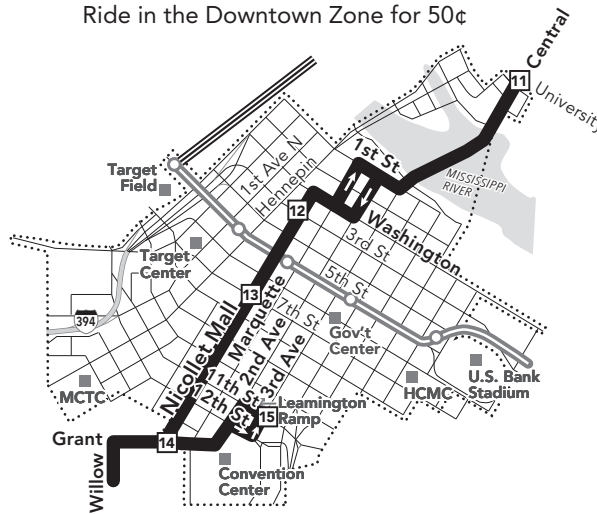 Ride in the Downtown Zone for 50¢
Central
11
University
1st St
MISSISSIPPI
RIVER
Target
Field
1st Ave N
Hennepin
12
Washington
3rd St
Target
Center
5th St
13
394
Nicollet Mall
Marquette
2nd Ave
3rd Ave
7th St
Gov't
Center
11th St
12th St
MCTC
HCMC
U.S. Bank
Stadium
15
Leamington
Ramp
Grant
14
Willow
Convention
Center